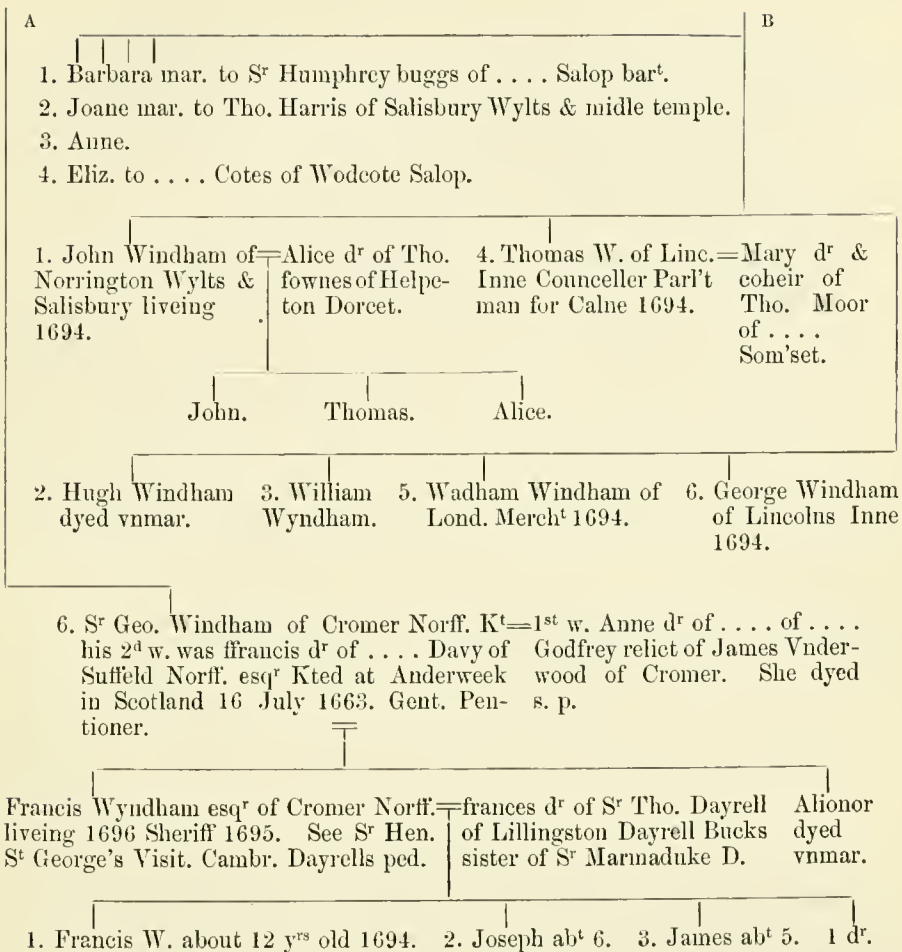 A B
1. Barbara mar. to Sʳ Humphrey buggs of . . . . Salop barᵗ.
2. Joane mar. to Tho. Harris of Salisbury Wylts & midle temple.
3. Anne.
4. Eliz. to . . . . Cotes of Wodcote Salop.
1. John Windham of
Norrington Wylts &
Salisbury liveing
1694.
=Alice dʳ of Tho.
fownes of Helpe-
ton Dorcet.
4. Thomas W. of Linc.
Inne Counceller Parl't
man for Calne 1694.
=Mary dʳ &
coheir of
Tho. Moor
of . . . .
Som'set.
John. Thomas. Alice.
2. Hugh Windham
dyed vnmar.
3. William
Wyndham.
5. Wadham Windham of
Lond. Merchᵗ 1694.
6. George Windham
of Lincolns Inne
1694.
6. Sʳ Geo. Windham of Cromer Norff. Kᵗ
his 2ᵈ w. was ffrancis dʳ of . . . . Davy of
Suffeld Norff. esqʳ Kted at Anderweek
in Scotland 16 July 1663. Gent. Pen-
tioner.
=1ˢᵗ w. Anne dʳ of . . . . of . . . .
Godfrey relict of James Vnder-
wood of Cromer. She dyed
s. p.
Francis Wyndham esqʳ of Cromer Norff.
liveing 1696 Sheriff 1695. See Sʳ Hen.
Sᵗ George's Visit. Cambr. Dayrells ped.
=frances dʳ of Sʳ Tho. Dayrell
of Lillingston Dayrell Bucks
sister of Sʳ Marmaduke D.
Alionor
dyed
vnmar.
1. Francis W. about 12 yʳˢ old 1694. 2. Joseph abᵗ 6. 3. James abᵗ 5. 1 dʳ.